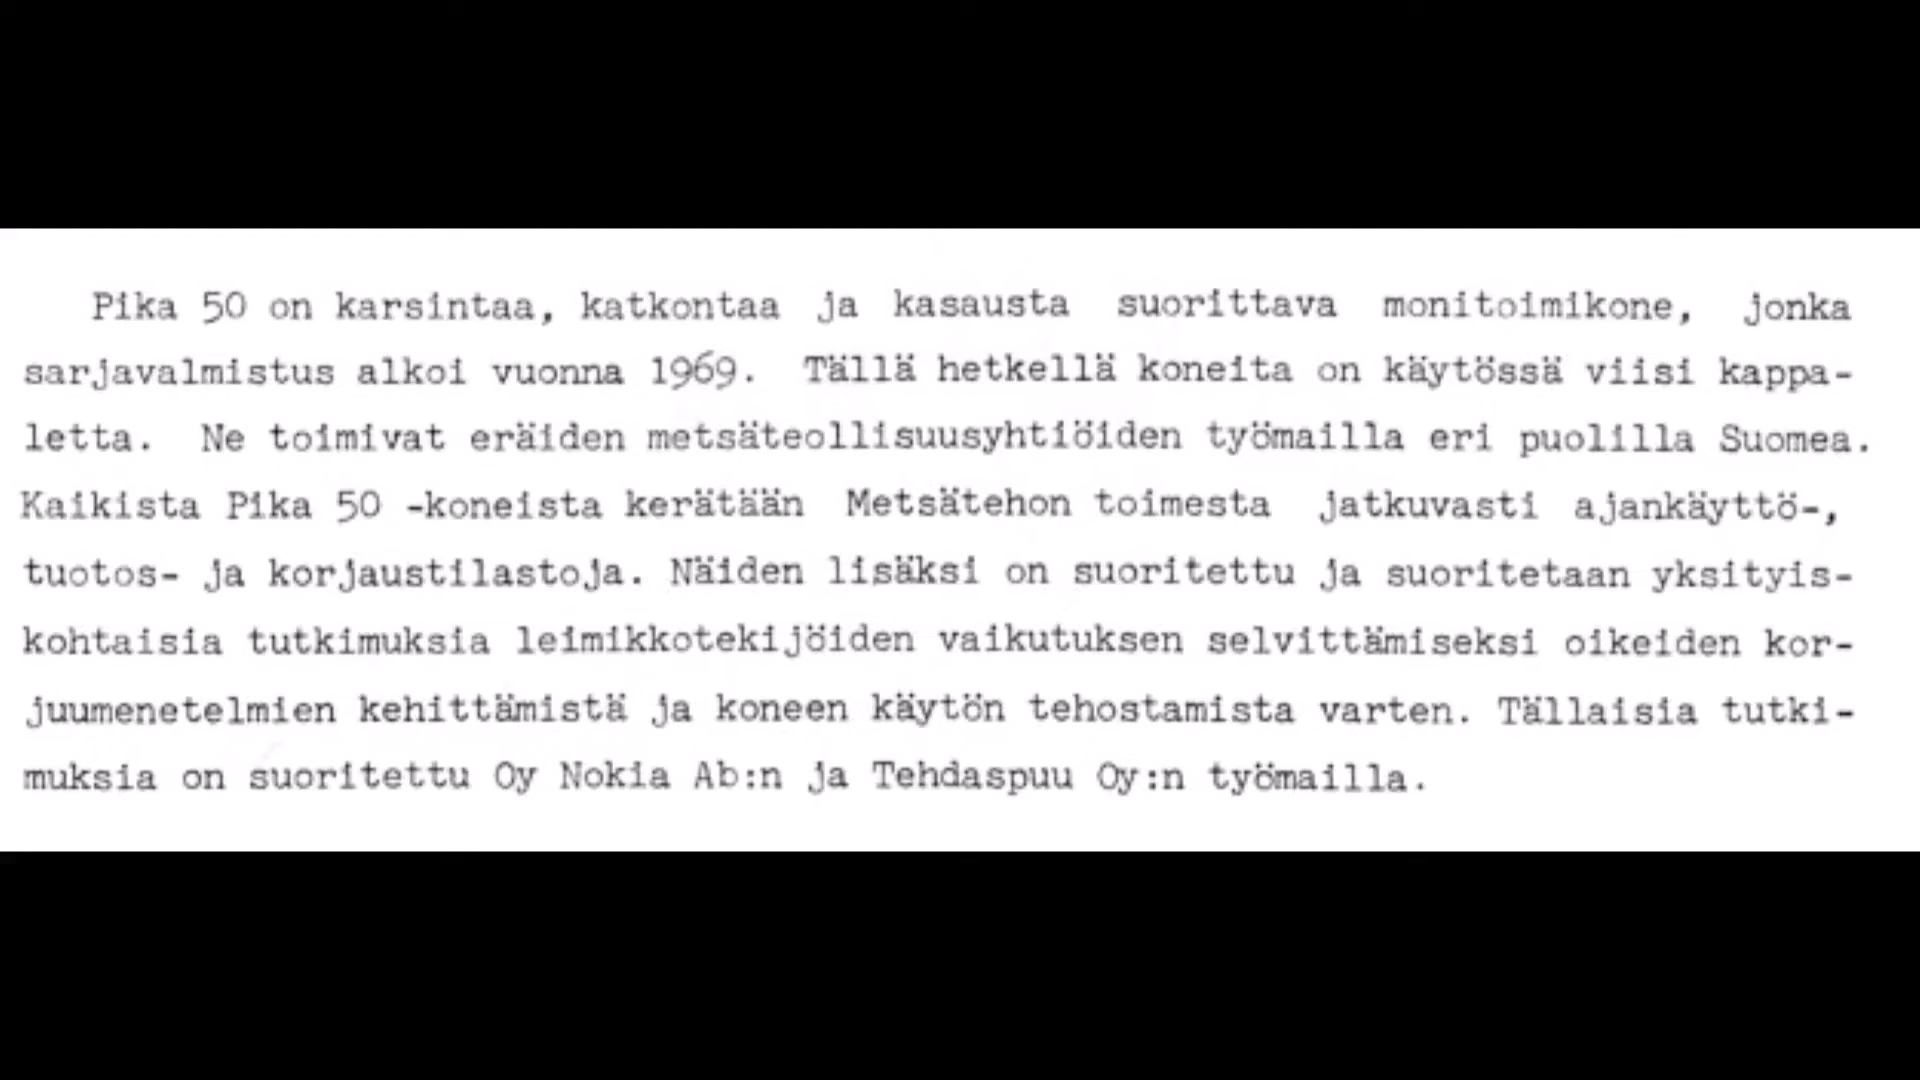 Pika 50 on karsintaa, katkontaa ja kasausta suorittava monitoimikone, jonka
sarjavalmistus alkoi vuonna 1969. Tällä hetkellä koneita on käytössä viisi kappa-
letta. Ne toimivat eräiden metsäteollisuusyhtiöiden työmailla eri puolilla Suomea.
Kaikista Pika 50 -koneista kerätään Metsätehon toimesta jatkuvasti ajankäyttö-,
tuotos- ja korjaustilastoja. Näiden lisäksi on suoritettu ja suoritetaan yksityis-
kohtaisia tutkimuksia leimikkotekijöiden vaikutuksen selvittämiseksi oikeiden kor-
juumenetelmien kehittämistä ja koneen käytön tehostamista varten. Tällaisia tutki-
muksia on suoritettu Oy Nokia Ab:n ja Tehdaspuu Oy:n työmailla.